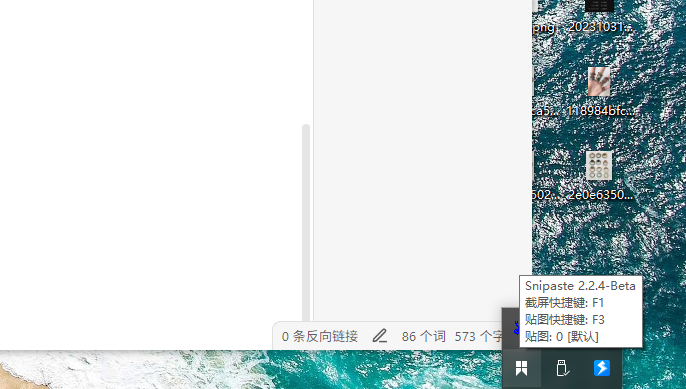 png
20231031...
ca5...
118984bfc...
502...
2e0e6350...
Snipaste 2.2.4-Beta
截屏快捷键: F1
贴图快捷键: F3
贴图: 0 [默认]
0 条反向链接
86 个词
573 个字